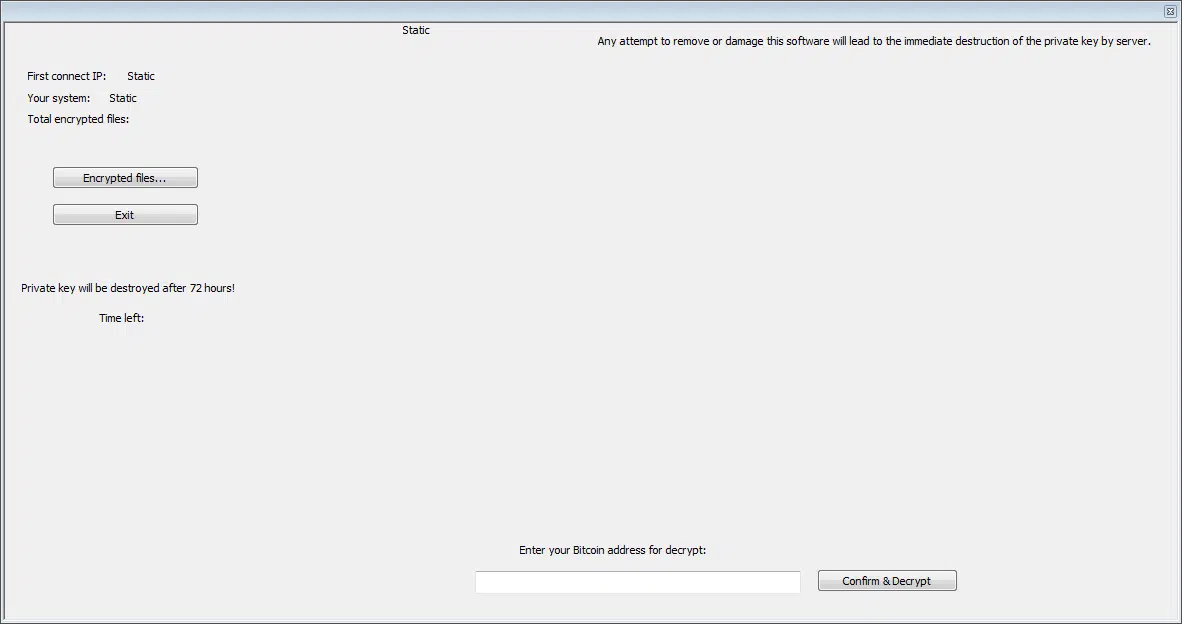 Static
Any attempt to remove or damage this software will lead to the immediate destruction of the private key by server.
First connect IP: Static
Your system: Static
Total encrypted files:
Encrypted files...
Exit
Private key will be destroyed after 72 hours!
Time left:
Enter your Bitcoin address for decrypt:
Confirm & Decrypt